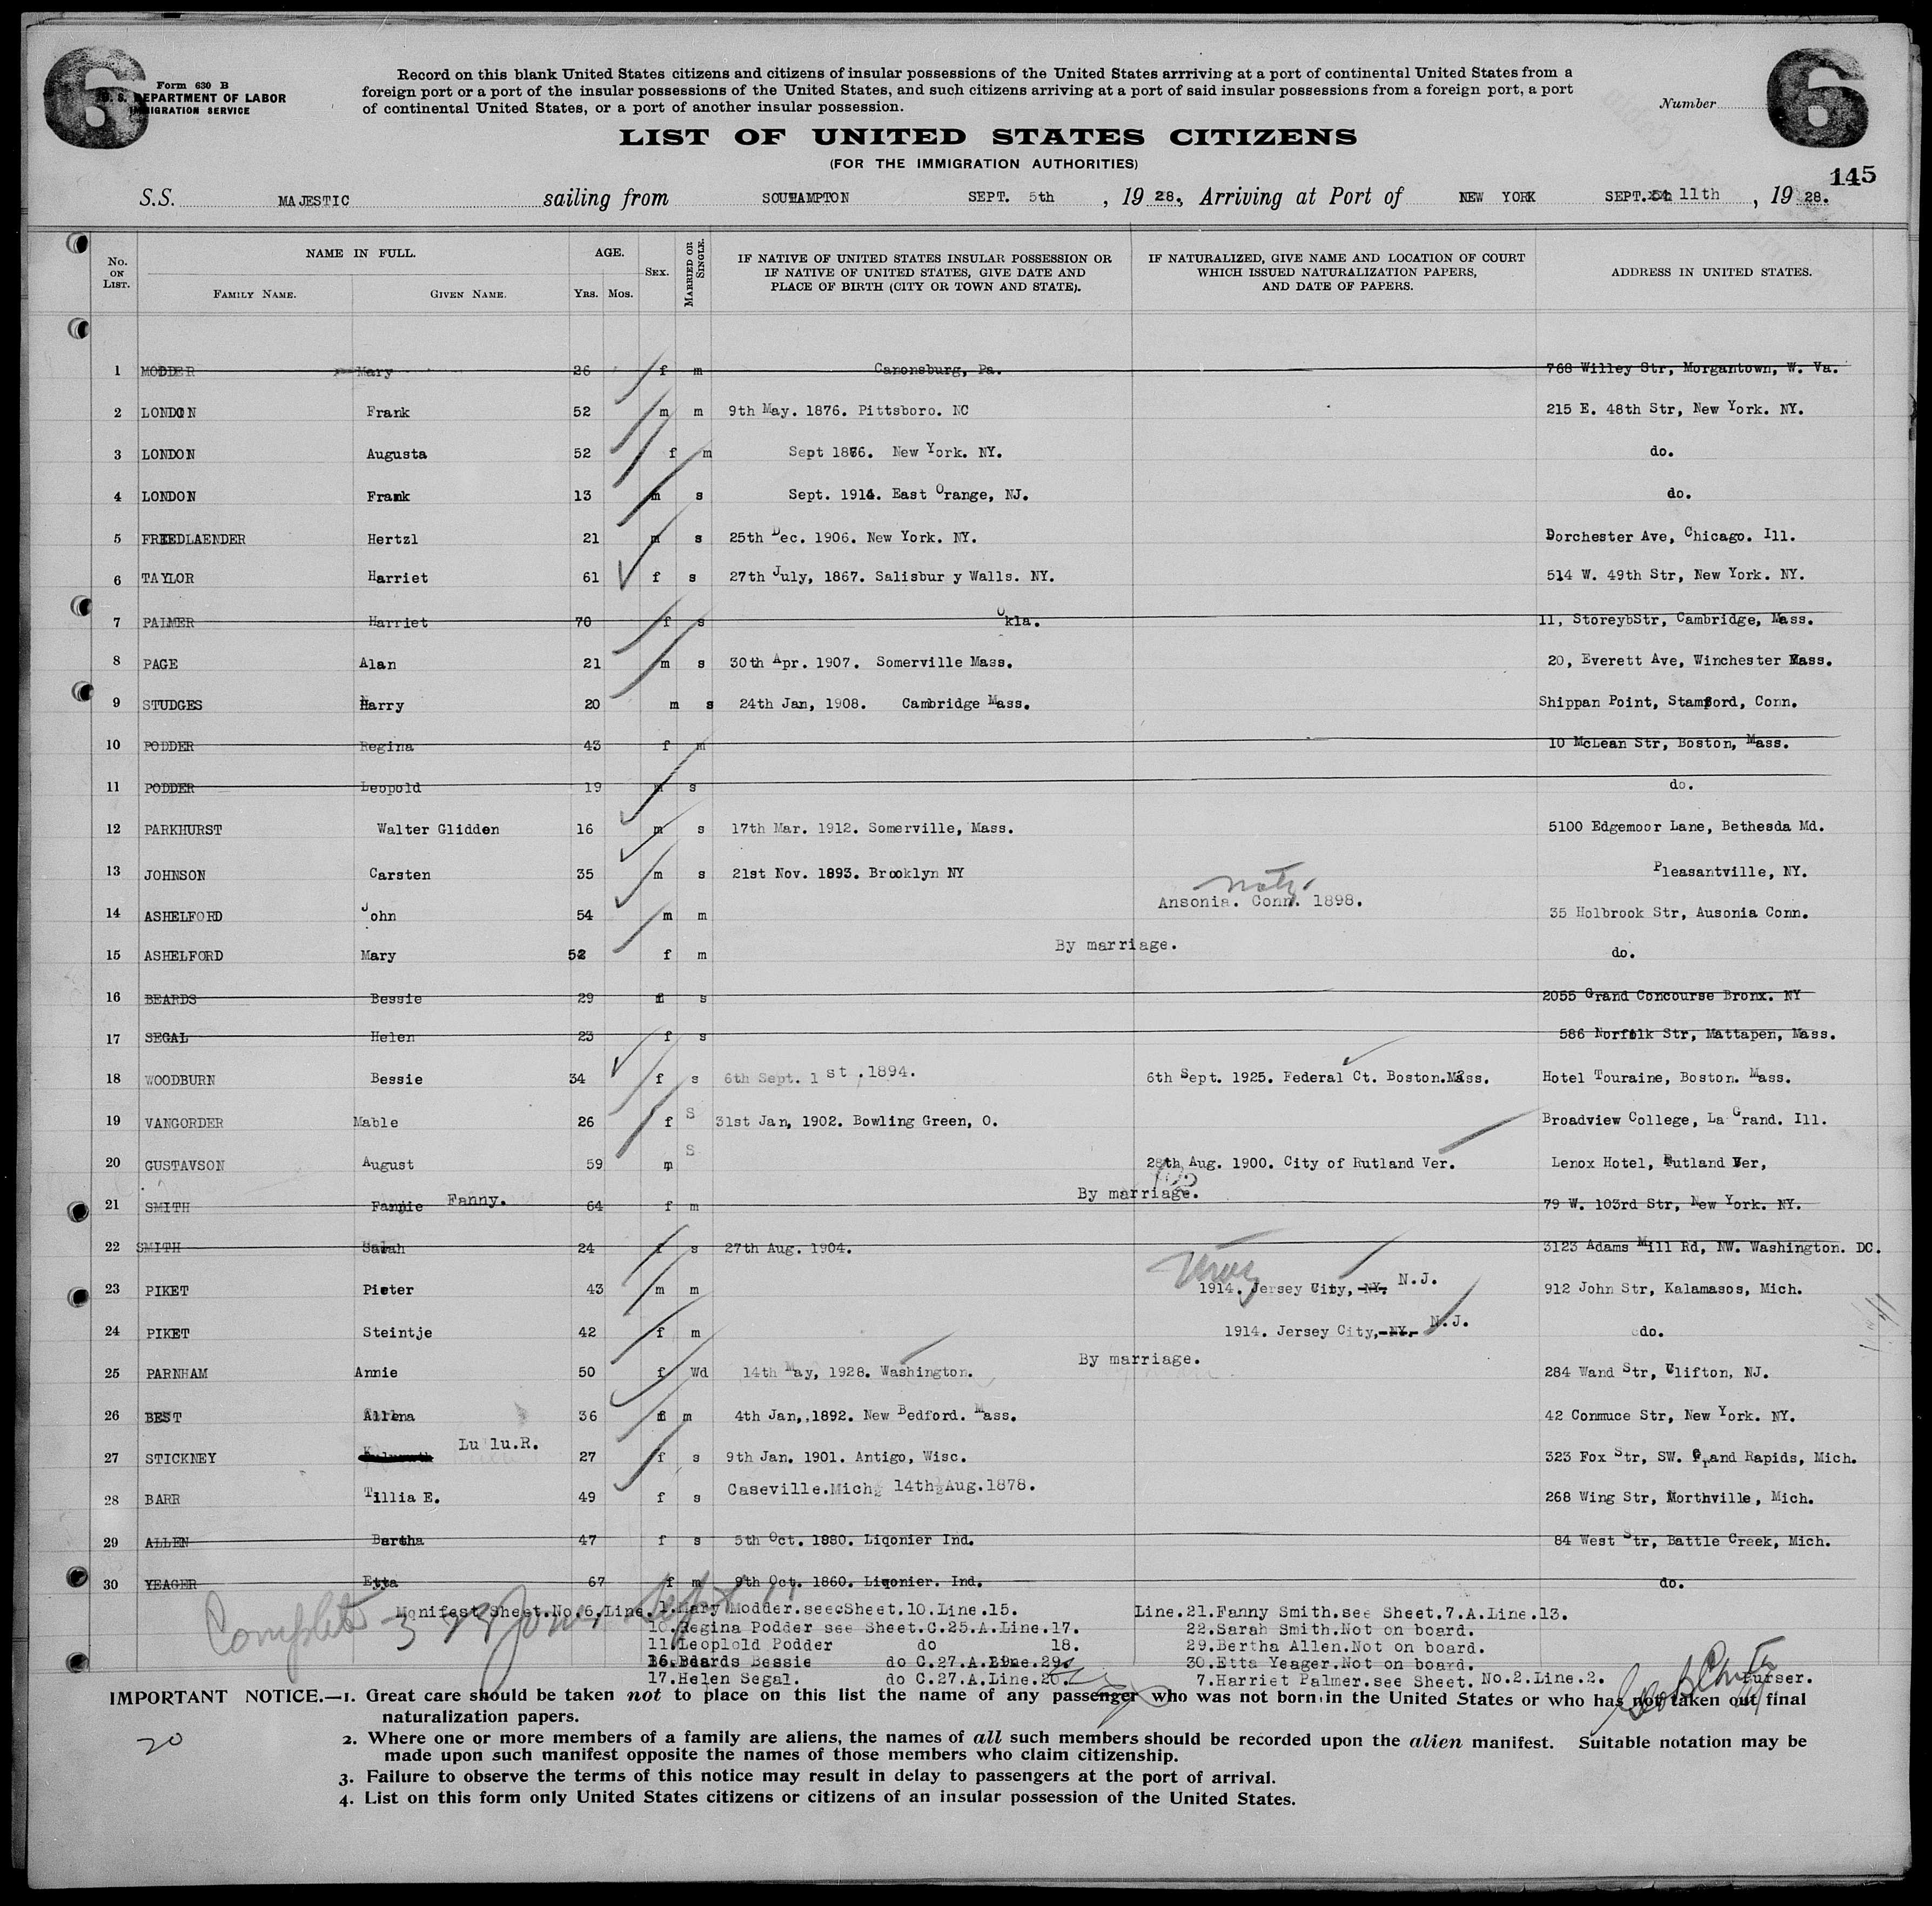 6
6
Form 630 B
U. S. DEPARTMENT OF LABOR
IMMIGRATION SERVICE
Record on this blank United States citizens and citizens of insular possessions of the United States arrriving at a port of continental United States from a
foreign port or a port of the insular possessions of the United States, and such citizens arriving at a port of said insular possessions from a foreign port, a port
of continental United States, or a port of another insular possession.
Number
LIST OF UNITED STATES CITIZENS
(FOR THE IMMIGRATION AUTHORITIES)
145
S.S. MAJESTIC sailing from SOUTHAMPTON SEPT. 5th , 19 28., Arriving at Port of NEW YORK SEPT. 11th , 19 28.
No. ON LIST. NAME IN FULL. FAMILY NAME. GIVEN NAME. AGE. Yrs. Mos. SEX. MARRIED OR SINGLE. IF NATIVE OF UNITED STATES INSULAR POSSESSION OR IF NATIVE OF UNITED STATES, GIVE DATE AND PLACE OF BIRTH (CITY OR TOWN AND STATE). IF NATURALIZED, GIVE NAME AND LOCATION OF COURT WHICH ISSUED NATURALIZATION PAPERS, AND DATE OF PAPERS. ADDRESS IN UNITED STATES.
1 MODDER Mary 26 f m Canonsburg, Pa. 768 Willey Str, Morgantown, W. Va.
2 LONDON Frank 52 m m 9th May. 1876. Pittsboro. NC 215 E. 48th Str, New York. NY.
3 LONDON Augusta 52 f m Sept 1876. New York. NY. do.
4 LONDON Frank 13 m s Sept. 1914. East Orange, NJ. do.
5 FRIEDLAENDER Hertzl 21 m s 25th Dec. 1906. New York. NY. Dorchester Ave, Chicago. Ill.
6 TAYLOR Harriet 61 f s 27th July, 1867. Salisbur y Walls. NY. 514 W. 49th Str, New York. NY.
7 PALMER Harriet 70 f s Okla. 11, StoreybStr, Cambridge, Mass.
8 PAGE Alan 21 m s 30th Apr. 1907. Somerville Mass. 20, Everett Ave, Winchester Mass.
9 STUDGES Harry 20 m s 24th Jan, 1908. Cambridge Mass. Shippan Point, Stamford, Conn.
10 PODDER Regina 43 f m 10 McLean Str, Boston, Mass.
11 PODDER Leopold 19 m s do.
12 PARKHURST Walter Glidden 16 m s 17th Mar. 1912. Somerville, Mass. 5100 Edgemoor Lane, Bethesda Md.
13 JOHNSON Carsten 35 m s 21st Nov. 1893. Brooklyn NY Pleasantville, NY.
14 ASHELFORD John 54 m m Ansonia. Conn. 1898. 35 Holbrook Str, Ausonia Conn.
15 ASHELFORD Mary 52 f m By marriage. do.
16 BEARDS Bessie 29 f s 2055 Grand Concourse Bronx. NY
17 SEGAL Helen 23 f s 586 Norfolk Str, Mattapen, Mass.
18 WOODBURN Bessie 34 f s 6th Sept. 1 st ,1894. 6th Sept. 1925. Federal Ct. Boston.Mass. Hotel Touraine, Boston. Mass.
19 VANGORDER Mable 26 f S 31st Jan, 1902. Bowling Green, O. Broadview College, La Grand. Ill.
20 GUSTAVSON August 59 m S 28th Aug. 1900. City of Rutland Ver. Lenox Hotel, Rutland Ver,
21 SMITH Fannie Fanny. 64 f m By marriage. 79 W. 103rd Str, New York. NY.
22 SMITH Sarah 24 f s 27th Aug. 1904. 3123 Adams Mill Rd, NW. Washington. DC.
23 PIKET Pieter 43 m m 1914. Jersey City, NY. N.J. 912 John Str, Kalamasos, Mich.
24 PIKET Steintje 42 f m 1914. Jersey City, NY. N.J. do.
25 PARNHAM Annie 50 f Wd 14th May, 1928. Washington. By marriage. 284 Wand Str, Clifton, NJ.
26 BEST 36 f m 4th Jan, 1892. New Bedford. Mass. 42 Conmuce Str, New York. NY.
27 STICKNEY Lu lu.R. 27 f s 9th Jan. 1901. Antigo, Wisc. 323 Fox Str, SW. Grand Rapids, Mich.
28 BARR Tillia E. 49 f s Caseville.Mich 14th Aug.1878. 268 Wing Str, Northville, Mich.
29 ALLEN Bertha 47 f s 5th Oct. 1880. Liqonier Ind. 84 West Str, Battle Creek, Mich.
30 YEAGER Etta 67 f m 9th Oct. 1860. Liqonier. Ind. do.
Complete
Manifest Sheet.No.6.Line.1.Mary Modder.seecSheet.10.Line.15. Line.21.Fanny Smith.see Sheet.7.A.Line.13.
10.Regina Podder see Sheet.C.25.A.Line.17. 22.Sarah Smith.Not on board.
11.Leoplold Podder do 18. 29.Bertha Allen.Not on board.
16.Beards Bessie do C.27.A.Line.29. 30.Etta Yeager.Not on board.
17.Helen Segal. do C.27.A.Line.20. 7.Harriet Palmer.see Sheet. No.2.Line.2. Purser.
IMPORTANT NOTICE.—1. Great care should be taken not to place on this list the name of any passenger who was not born in the United States or who has not taken out final
naturalization papers.
20
2. Where one or more members of a family are aliens, the names of all such members should be recorded upon the alien manifest. Suitable notation may be
made upon such manifest opposite the names of those members who claim citizenship.
3. Failure to observe the terms of this notice may result in delay to passengers at the port of arrival.
4. List on this form only United States citizens or citizens of an insular possession of the United States.